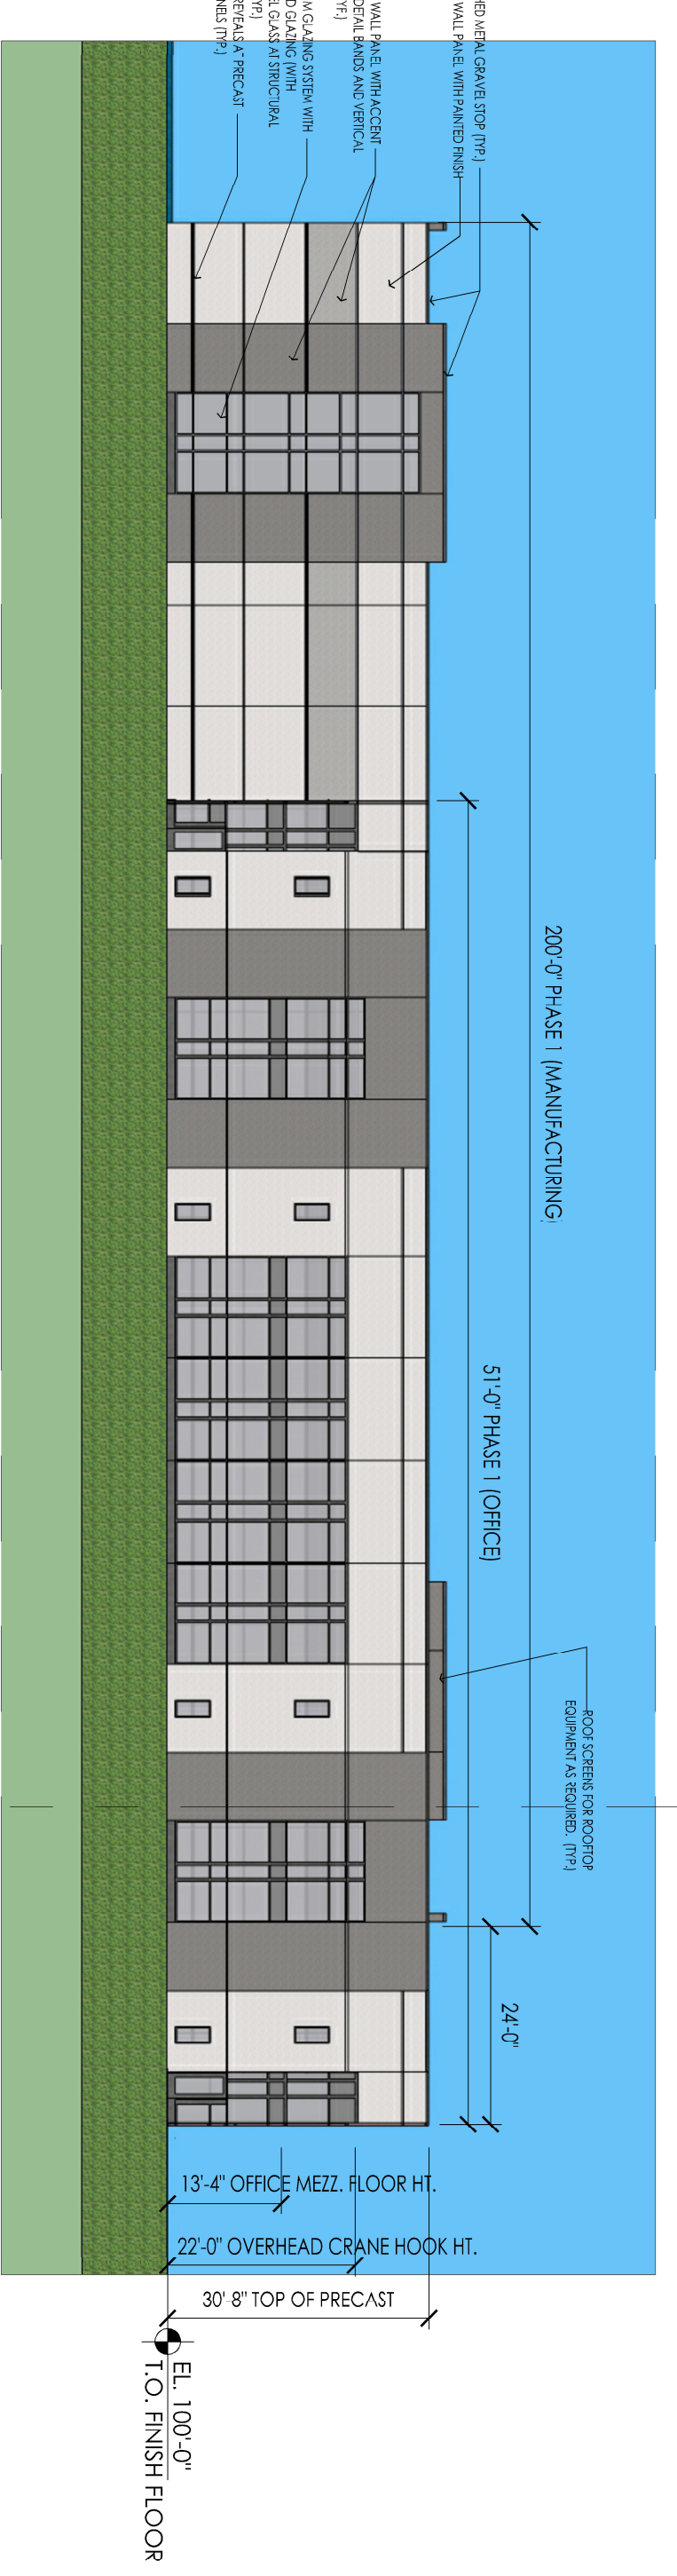 HED METAL GRAVEL STOP (TYP.)
WALL PANEL WITH PAINTED FINISH
WALL PANEL WITH ACCENT
DETAIL BANDS AND VERTICAL
M GLAZING SYSTEM WITH
D GLAZING (WITH
EL GLASS AT STRUCTURAL
YP.)
REVEALS AT PRECAST
NELS (TYP.)
200'-0" PHASE 1 (MANUFACTURING)
51'-0" PHASE 1 (OFFICE)
ROOF SCREENS FOR ROOFTOP
EQUIPMENT AS REQUIRED. (TYP.)
24'-0"
13'-4" OFFICE MEZZ. FLOOR HT.
22'-0" OVERHEAD CRANE HOOK HT.
30'-8" TOP OF PRECAST
EL. 100'-0"
T.O. FINISH FLOOR